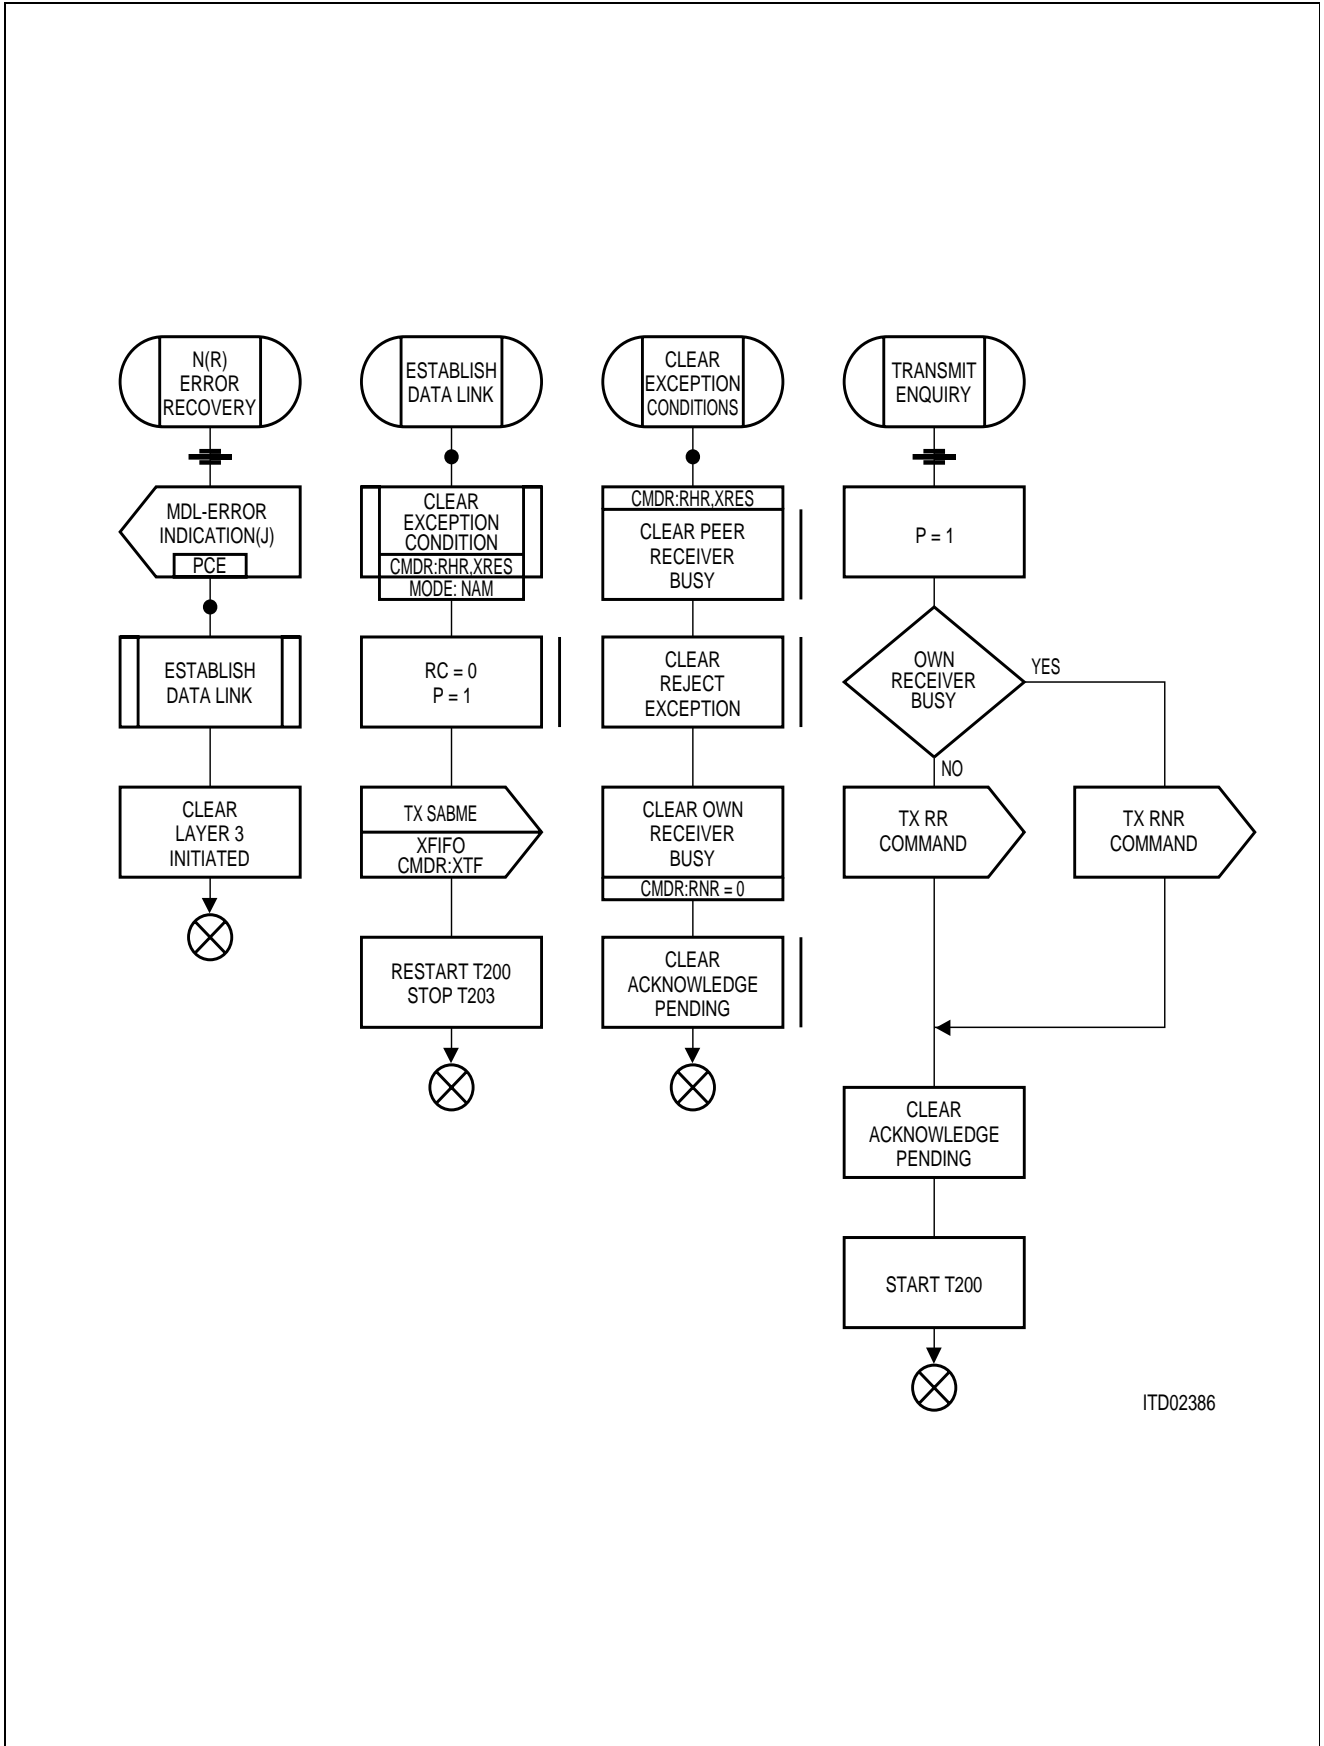 N(R)
ERROR
RECOVERY
MDL-ERROR
INDICATION(J)
PCE
ESTABLISH
DATA LINK
CLEAR
LAYER 3
INITIATED
ESTABLISH
DATA LINK
CLEAR
EXCEPTION
CONDITION
CMDR:RHR,XRES
MODE: NAM
RC = 0
P = 1
TX SABME
XFIFO
CMDR:XTF
RESTART T200
STOP T203
CLEAR
EXCEPTION
CONDITIONS
CMDR:RHR,XRES
CLEAR PEER
RECEIVER
BUSY
CLEAR
REJECT
EXCEPTION
CLEAR OWN
RECEIVER
BUSY
CMDR:RNR = 0
CLEAR
ACKNOWLEDGE
PENDING
TRANSMIT
ENQUIRY
P = 1
OWN
RECEIVER
BUSY
YES
NO
TX RR
COMMAND
TX RNR
COMMAND
CLEAR
ACKNOWLEDGE
PENDING
START T200
ITD02386